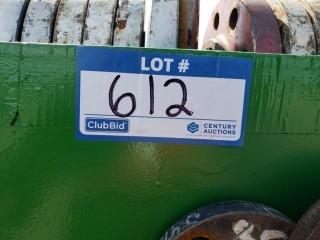 LOT #
612
ClubBid
CENTURY
AUCTIONS